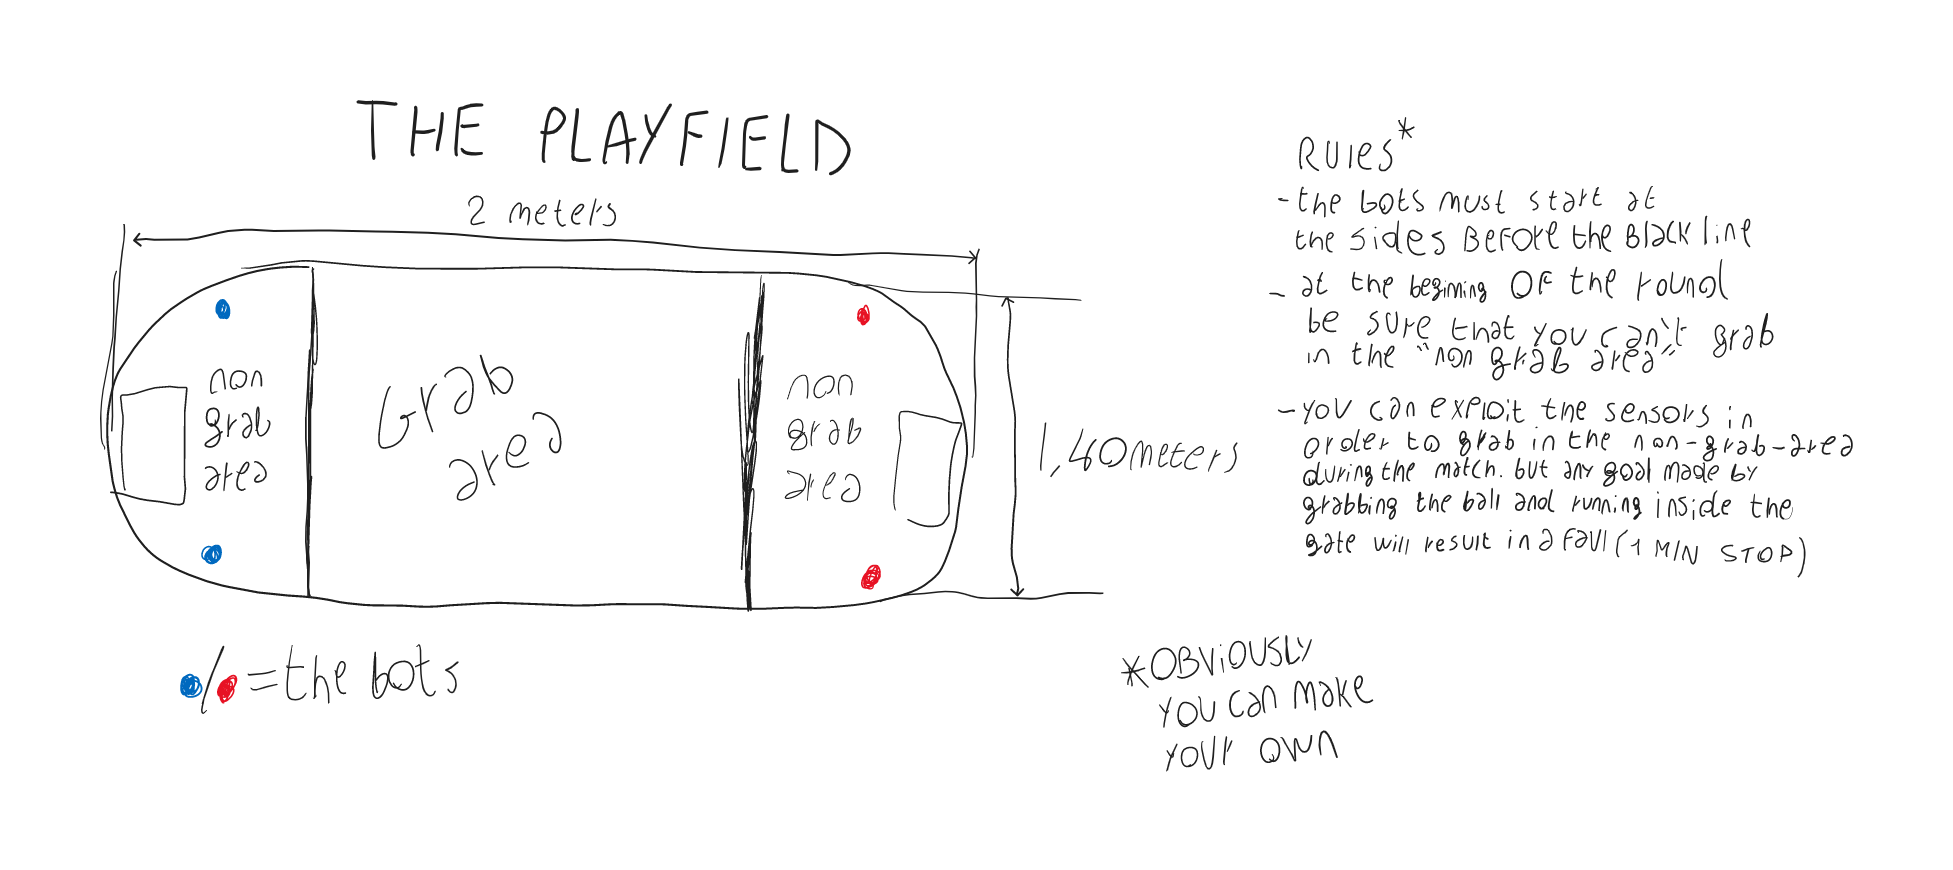 THE PLAYFIELD
2 meters
non
grab
area
Grab
area
non
grab
area
1,40 meters
= the bots
RUles*
- the bots must start at
the sides Before the Black line
- at the begining OF the round
be sure that you can't grab
in the "non grab area"
- you can exploit the sensors in
order to grab in the non-grab-area
during the match. but any goal made by
grabbing the ball and running inside the
gate will result in a FaUl (1 MIN STOP)
*OBViOUSLY
YOU can make
your own